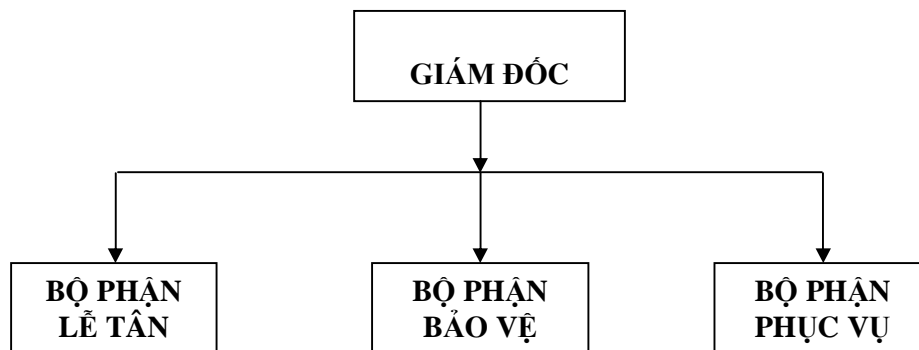 GIÁM ĐỐC
BỘ PHẬN
LỄ TÂN
BỘ PHẬN
BẢO VỆ
BỘ PHẬN
PHỤC VỤ